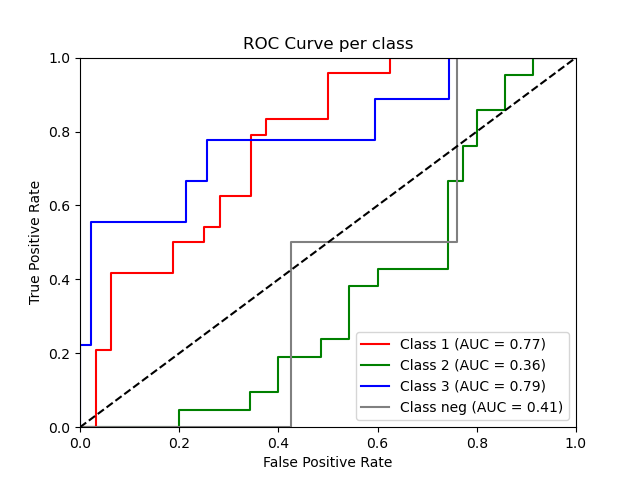 ROC Curve per class
1.0
0.8
0.6
0.4
0.2
0.0
True Positive Rate
Class 1 (AUC = 0.77)
Class 2 (AUC = 0.36)
Class 3 (AUC = 0.79)
Class neg (AUC = 0.41)
0.0 0.2 0.4 0.6 0.8 1.0
False Positive Rate